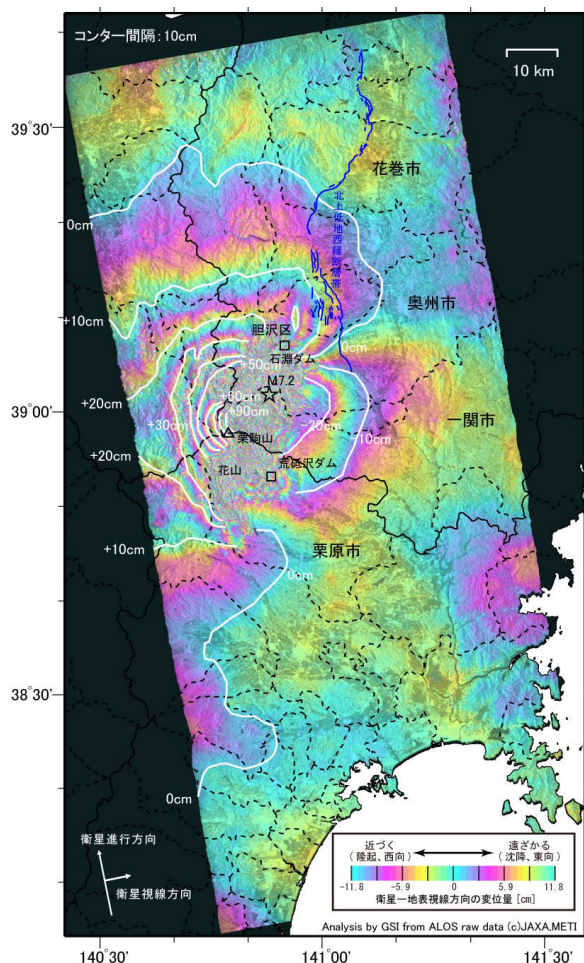 コンター間隔:10cm
10 km
39°30'
花巻市
0cm
北上低地西縁断層帯
奥州市
+10cm
胆沢区
石淵ダム
0cm
+50cm
M7.2
39°00'
+60cm
+20cm
+90cm
+30cm
-20cm
-10cm
一関市
栗駒山
+20cm
花山
荒砥沢ダム
+10cm
栗原市
0cm
38°30'
0cm
衛星進行方向
衛星視線方向
近づく
(隆起、西向)
遠ざかる
(沈降、東向)
-11.8 -5.9 0 5.9 11.8
衛星−地表視線方向の変位量 [cm]
Analysis by GSI from ALOS raw data (c)JAXA,METI
140°30' 141°00' 141°30'